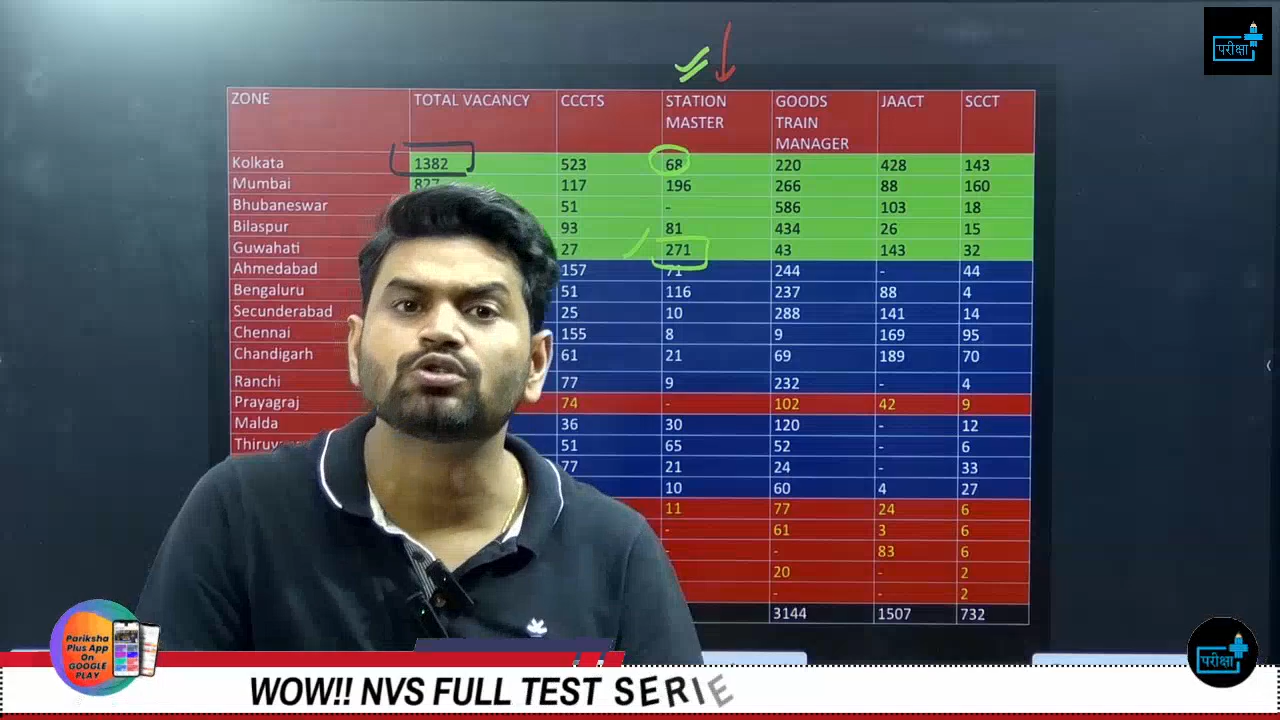 परीक्षा
ZONE TOTAL VACANCY CCCTS STATION MASTER GOODS TRAIN MANAGER JAACT SCCT
Kolkata 1382 523 68 220 428 143
Mumbai 827 117 196 266 88 160
Bhubaneswar 51 - 586 103 18
Bilaspur 93 81 434 26 15
Guwahati 27 271 43 143 32
Ahmedabad 157 71 244 - 44
Bengaluru 51 116 237 88 4
Secunderabad 25 10 288 141 14
Chennai 155 8 9 169 95
Chandigarh 61 21 69 189 70
Ranchi 77 9 232 - 4
Prayagraj 74 - 102 42 9
Malda 36 30 120 - 12
51 65 52 - 6
77 21 24 - 33
10 60 4 27
11 77 24 6
- 61 3 6
- - 83 6
20 - 2
- - 2
3144 1507 732
Pariksha
Plus App
On
GOOGLE
PLAY
परीक्षा
WOW!! NVS FULL TEST SERIE